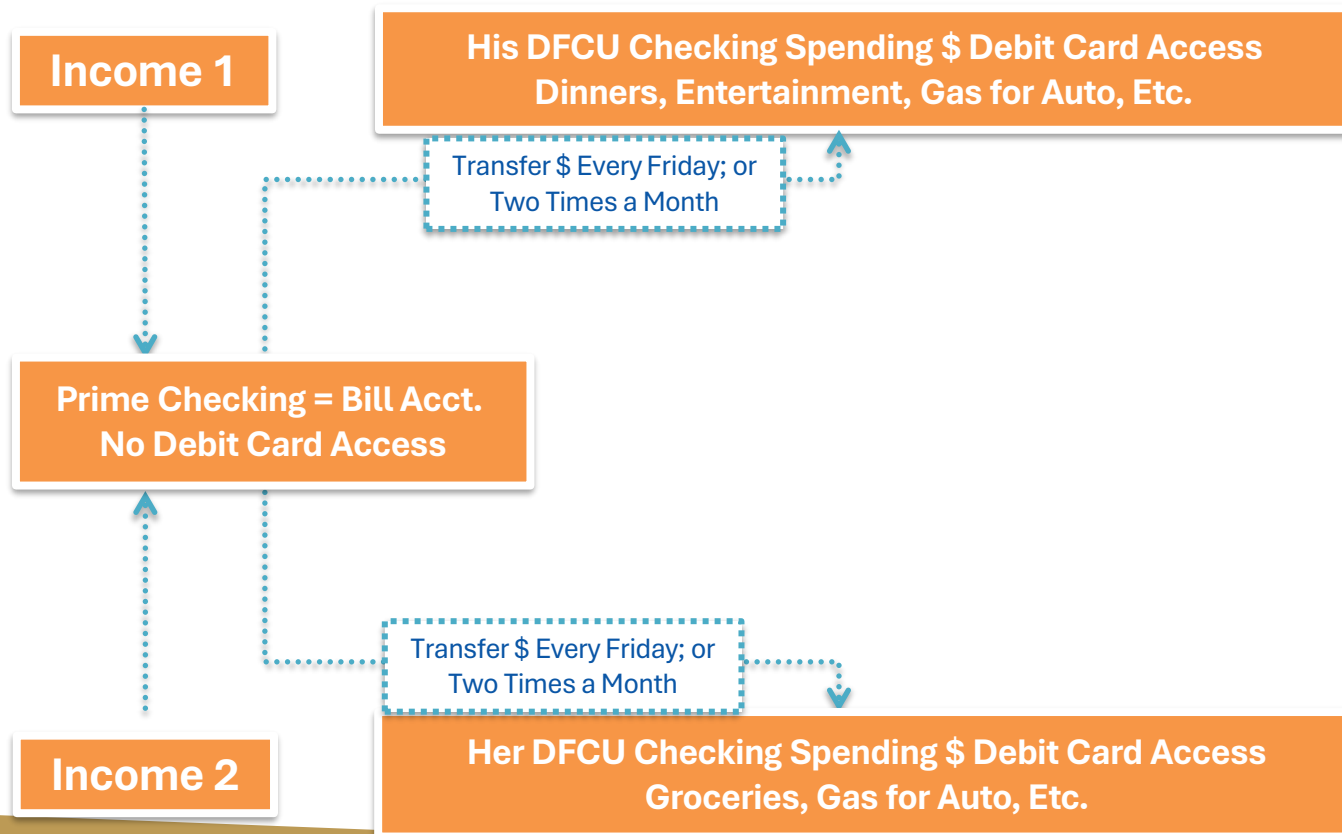 Income 1
His DFCU Checking Spending $ Debit Card Access
Dinners, Entertainment, Gas for Auto, Etc.
Transfer $ Every Friday; or
Two Times a Month
Prime Checking = Bill Acct.
No Debit Card Access
Transfer $ Every Friday; or
Two Times a Month
Income 2
Her DFCU Checking Spending $ Debit Card Access
Groceries, Gas for Auto, Etc.